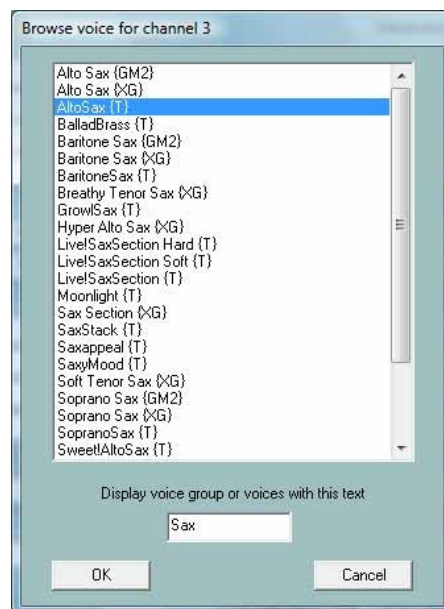 Browse voice for channel 3
Alto Sax {GM2}
Alto Sax {XG}
AltoSax {T}
BalladBrass {T}
Baritone Sax {GM2}
Baritone Sax {XG}
BaritoneSax {T}
Breathy Tenor Sax {XG}
GrowlSax {T}
Hyper Alto Sax {XG}
Live!SaxSection Hard {T}
Live!SaxSection Soft {T}
Live!SaxSection {T}
Moonlight {T}
Sax Section {XG}
SaxStack {T}
Saxappeal {T}
SaxyMood {T}
Soft Tenor Sax {XG}
Soprano Sax {GM2}
Soprano Sax {XG}
SopranoSax {T}
Sweet!AltoSax {T}
Display voice group or voices with this text
Sax
OK Cancel